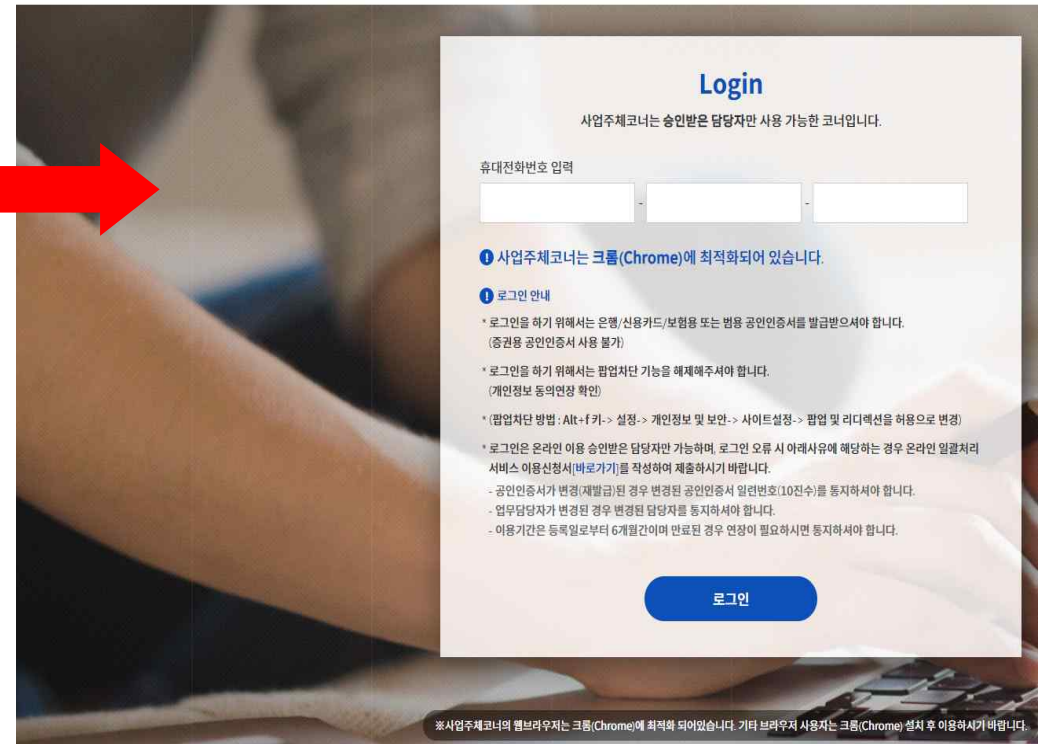 Login
사업주체코너는 승인받은 담당자만 사용 가능한 코너입니다.
휴대전화번호 입력
- -
! 사업주체코너는 크롬(Chrome)에 최적화되어 있습니다.
! 로그인 안내
* 로그인을 하기 위해서는 은행/신용카드/보험용 또는 범용 공인인증서를 발급받으셔야 합니다.
(증권용 공인인증서 사용 불가)
* 로그인을 하기 위해서는 팝업차단 기능을 해제해주셔야 합니다.
(개인정보 동의연장 확인)
* (팝업차단 방법 : Alt+f 키-> 설정-> 개인정보 및 보안-> 사이트설정-> 팝업 및 리디렉션을 허용으로 변경)
* 로그인은 온라인 이용 승인받은 담당자만 가능하며, 로그인 오류 시 아래사유에 해당하는 경우 온라인 일괄처리
서비스 이용신청서[바로가기]를 작성하여 제출하시기 바랍니다.
- 공인인증서가 변경(재발급)된 경우 변경된 공인인증서 일련번호(10진수)를 통지하셔야 합니다.
- 업무담당자가 변경된 경우 변경된 담당자를 통지하셔야 합니다.
- 이용기간은 등록일로부터 6개월간이며 만료된 경우 연장이 필요하시면 통지하셔야 합니다.
로그인
※사업주체코너의 웹브라우저는 크롬(Chrome)에 최적화 되어있습니다. 기타 브라우저 사용자는 크롬(Chrome) 설치 후 이용하시기 바랍니다.